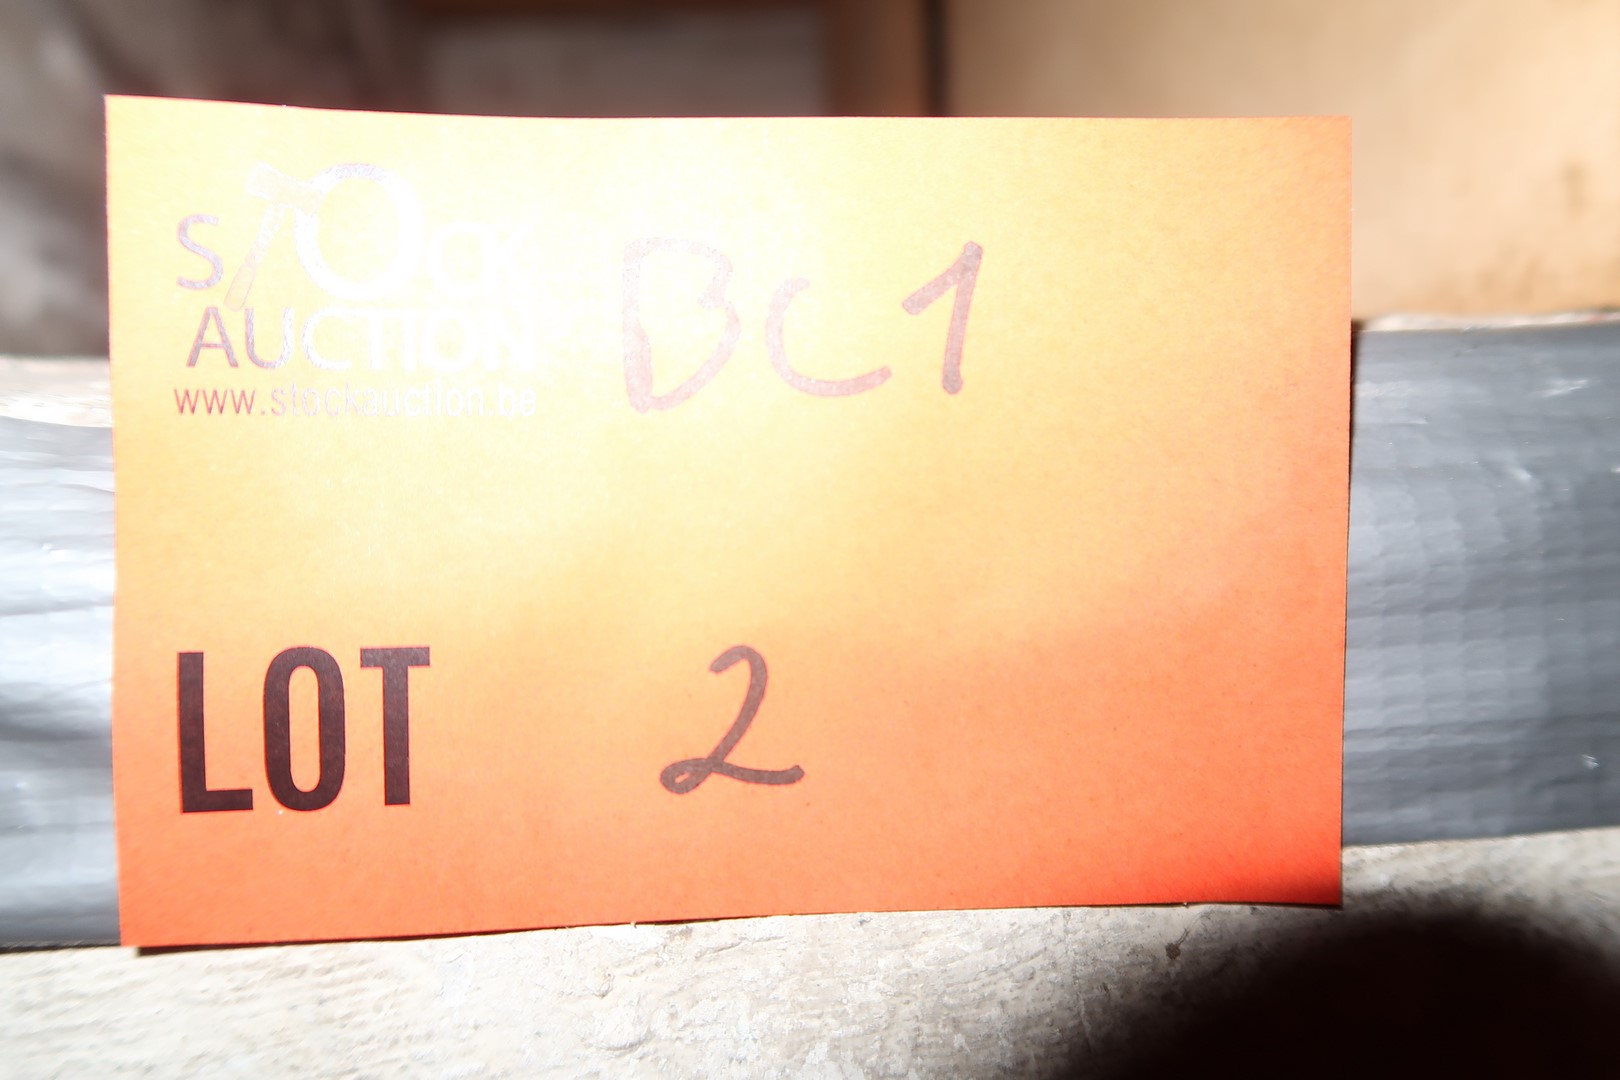 Stock BC1
AUCTION
www.stockauction.be
LOT 2